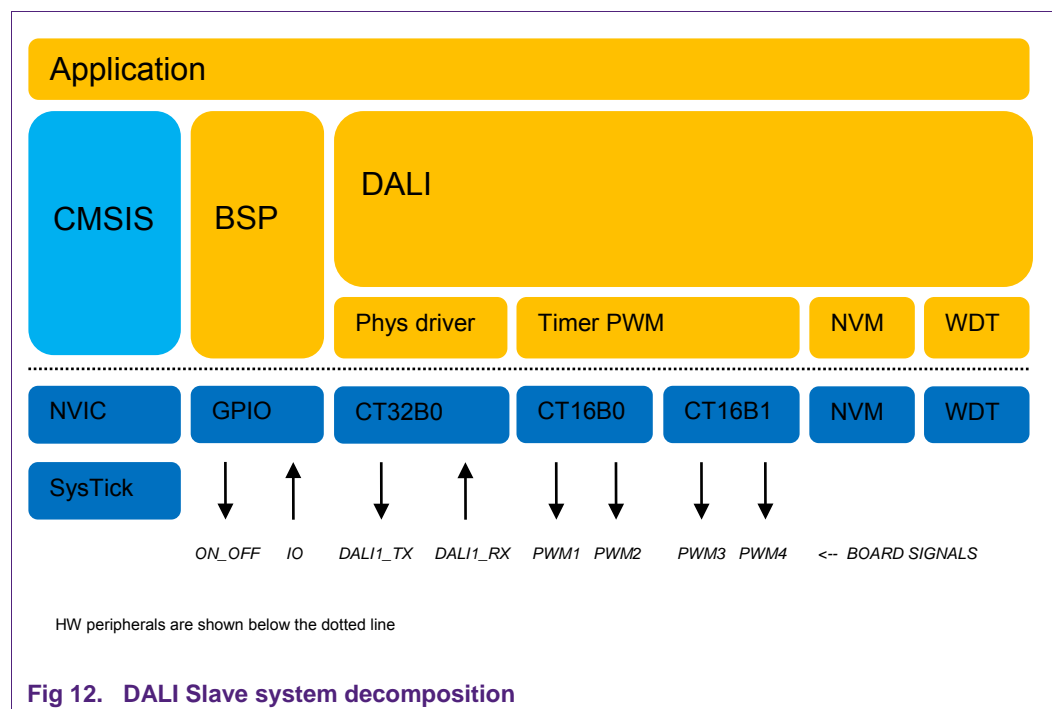 Application
CMSIS BSP DALI
Phys driver Timer PWM NVM WDT
NVIC GPIO CT32B0 CT16B0 CT16B1 NVM WDT
SysTick
ON_OFF IO DALI1_TX DALI1_RX PWM1 PWM2 PWM3 PWM4 <-- BOARD SIGNALS
HW peripherals are shown below the dotted line
Fig 12. DALI Slave system decomposition